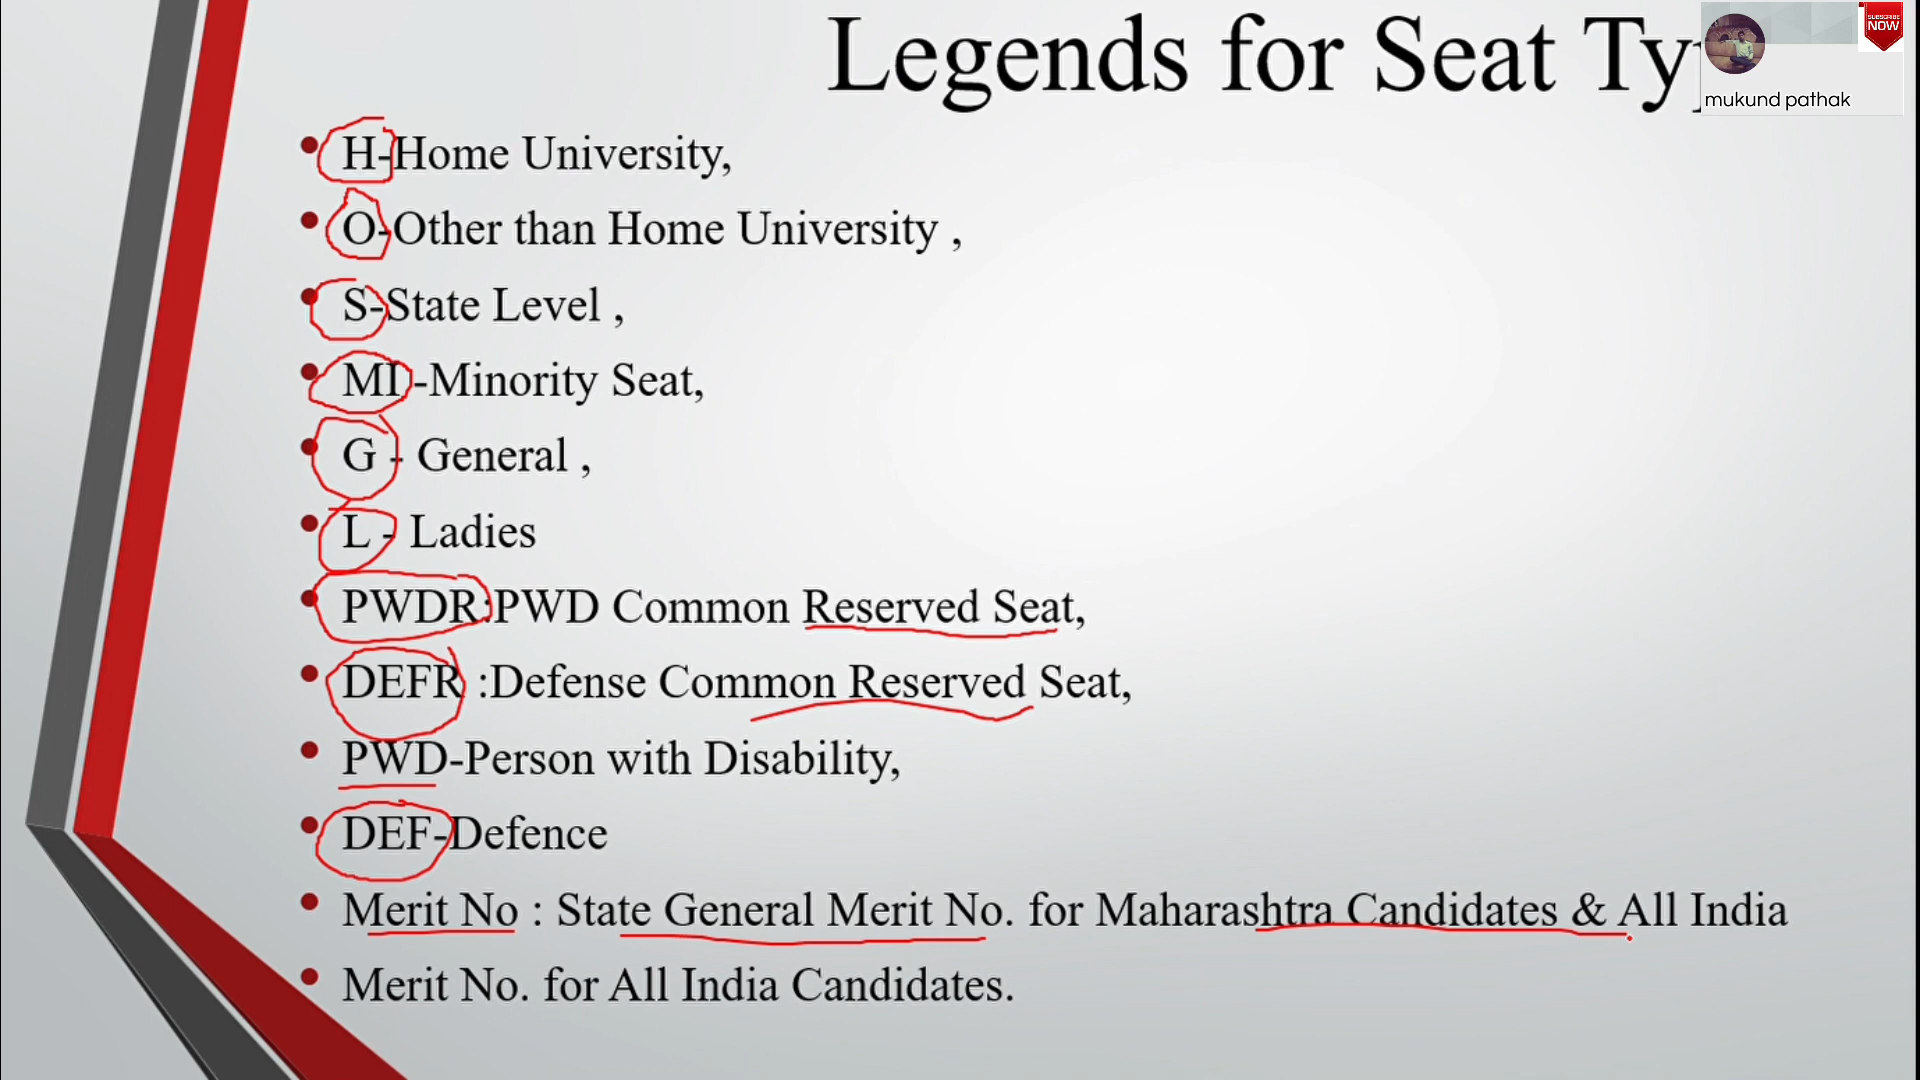 Legends for Seat Ty
SUBSCRIBE
NOW
mukund pathak
• H-Home University,
• O-Other than Home University ,
• S-State Level ,
• MI-Minority Seat,
• G - General ,
• L - Ladies
• PWDR:PWD Common Reserved Seat,
• DEFR :Defense Common Reserved Seat,
• PWD-Person with Disability,
• DEF-Defence
• Merit No : State General Merit No. for Maharashtra Candidates & All India
• Merit No. for All India Candidates.